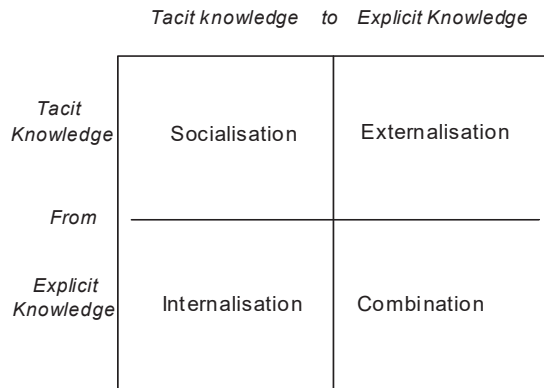 Tacit knowledge to Explicit Knowledge
Tacit
Knowledge
Socialisation
Externalisation
From
Explicit
Knowledge
Internalisation
Combination